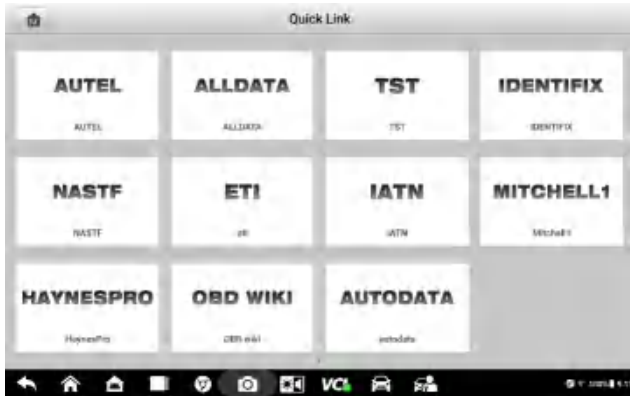 Quick Link
AUTEL
AUTEL
ALLDATA
ALLDATA
TST
TST
IDENTIFIX
IDENTIFIX
NASTF
NASTF
ETI
eti
IATN
IATN
MITCHELL1
Mitchell1
HAYNESPRO
HaynesPro
OBD WIKI
OBD wiki
AUTODATA
autodata
VCI